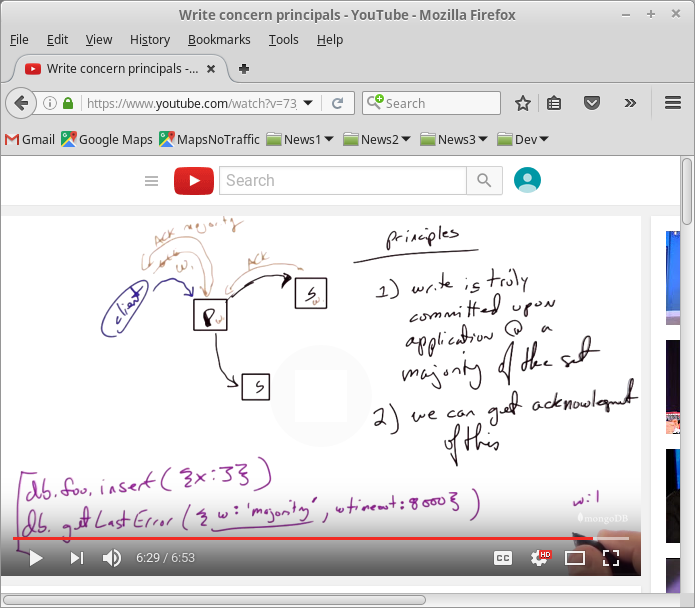 Write concern principals - YouTube - Mozilla Firefox
File Edit View History Bookmarks Tools Help
Write concern principals -...
https://www.youtube.com/watch?v=73
Search
Gmail Google Maps MapsNoTraffic News1 News2 News3 Dev
Search
ACK majority
w.
ACK
client
P w
S w.
S
principles
1) write is truly
committed upon
application @ a
majority of the set
2) we can get acknowlegment
of this
db.foo.insert({x:3})
db.getLastError({w:'majority', wtimeout:8000})
w:1
mongoDB
6:29 / 6:53
CC
HD